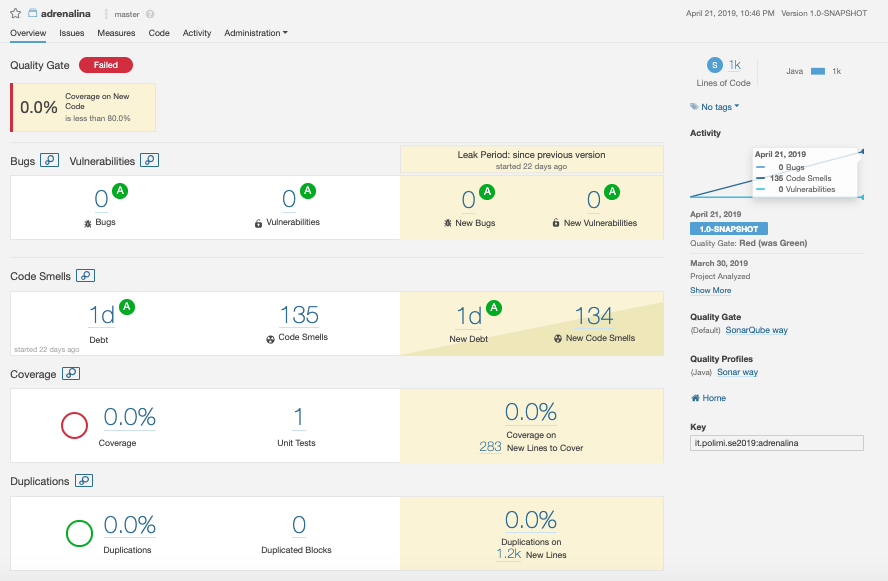 adrenalina master
April 21, 2019, 10:46 PM Version 1.0-SNAPSHOT
Overview Issues Measures Code Activity Administration
Quality Gate Failed
0.0% Coverage on New
Code
is less than 80.0%
Bugs Vulnerabilities
Leak Period: since previous version
started 22 days ago
0 A
Bugs
0 A
Vulnerabilities
0 A
New Bugs
0 A
New Vulnerabilities
Code Smells
1d A
Debt
started 22 days ago
135
Code Smells
1d A
New Debt
134
New Code Smells
Coverage
0.0%
Coverage
1
Unit Tests
0.0%
Coverage on
283 New Lines to Cover
Duplications
0.0%
Duplications
0
Duplicated Blocks
0.0%
Duplications on
1.2k New Lines
S 1k
Lines of Code
Java 1k
No tags
Activity
April 21, 2019
0 Bugs
135 Code Smells
0 Vulnerabilities
April 21, 2019
1.0-SNAPSHOT
Quality Gate: Red (was Green)
March 30, 2019
Project Analyzed
Show More
Quality Gate
(Default) SonarQube way
Quality Profiles
(Java) Sonar way
Home
Key
it.polimi.se2019:adrenalina